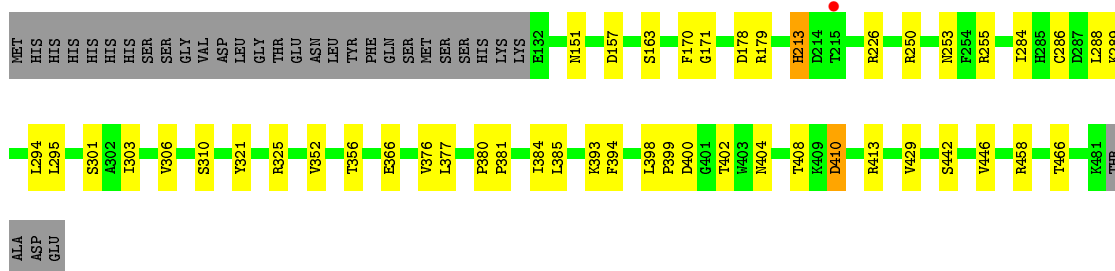 MET HIS HIS HIS HIS HIS HIS SER SER GLY VAL ASP LEU GLY THR GLU ASN LEU TYR PHE GLN SER MET SER SER HIS LYS LYS E132 N151 D157 S163 F170 G171 D178 R179 H213 D214 T215 R226 R250 N253 F254 R255 I284 H285 C286 D287 L288 K289
L294 L295 S301 A302 I303 V306 S310 Y321 R325 V352 T356 E366 V376 L377 P380 P381 I384 L385 K393 F394 L398 P399 D400 G401 T402 W403 N404 T408 K409 D410 R413 V429 S442 V446 R458 T466 K481 THR
ALA ASP GLU